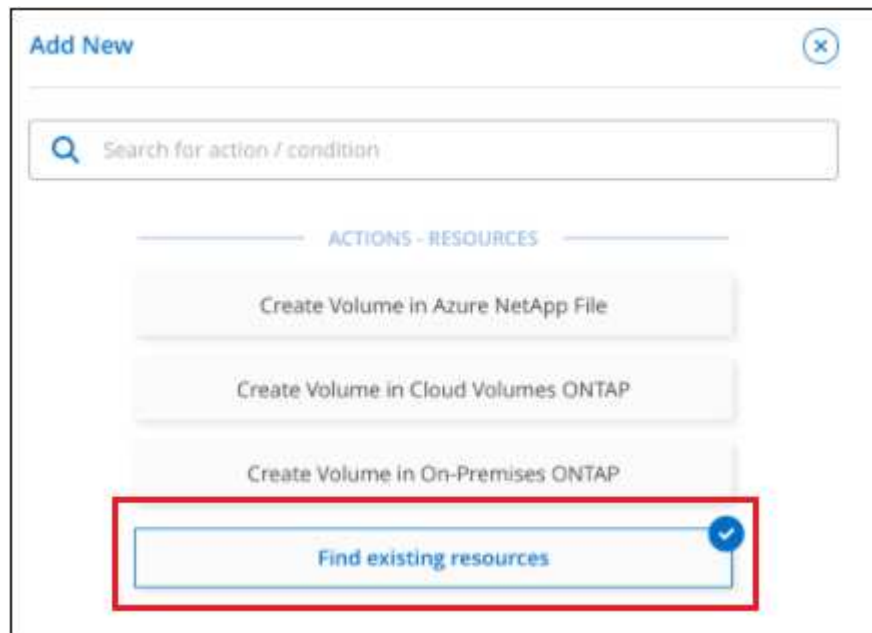 Add New
Search for action / condition
ACTIONS - RESOURCES
Create Volume in Azure NetApp File
Create Volume in Cloud Volumes ONTAP
Create Volume in On-Premises ONTAP
Find existing resources